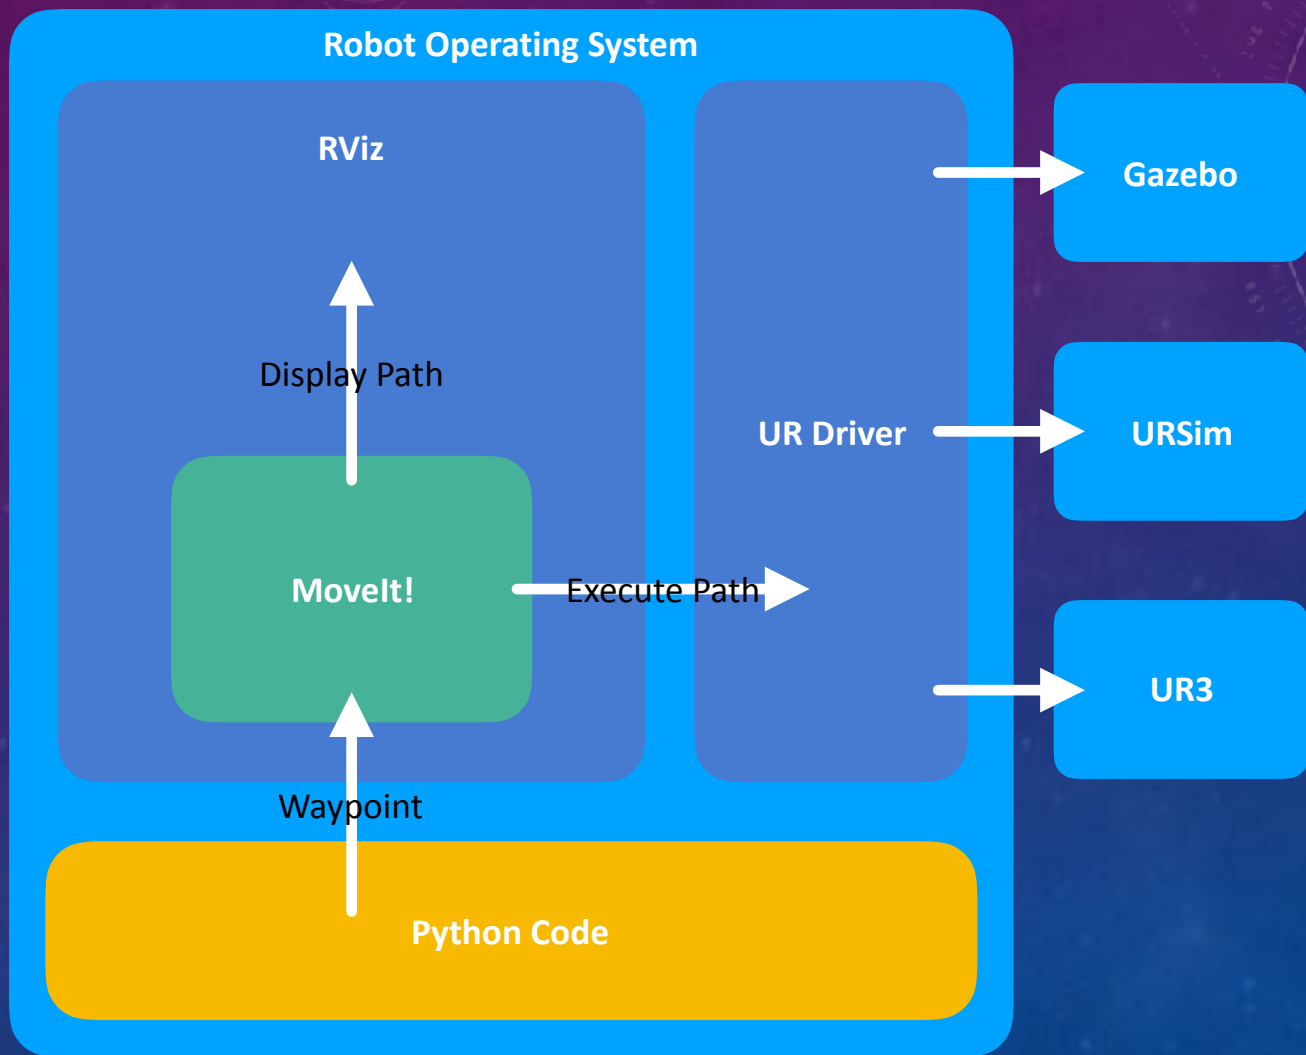 Robot Operating System
RViz
Display Path
MoveIt!
Execute Path
Waypoint
Python Code
UR Driver
Gazebo
URSim
UR3